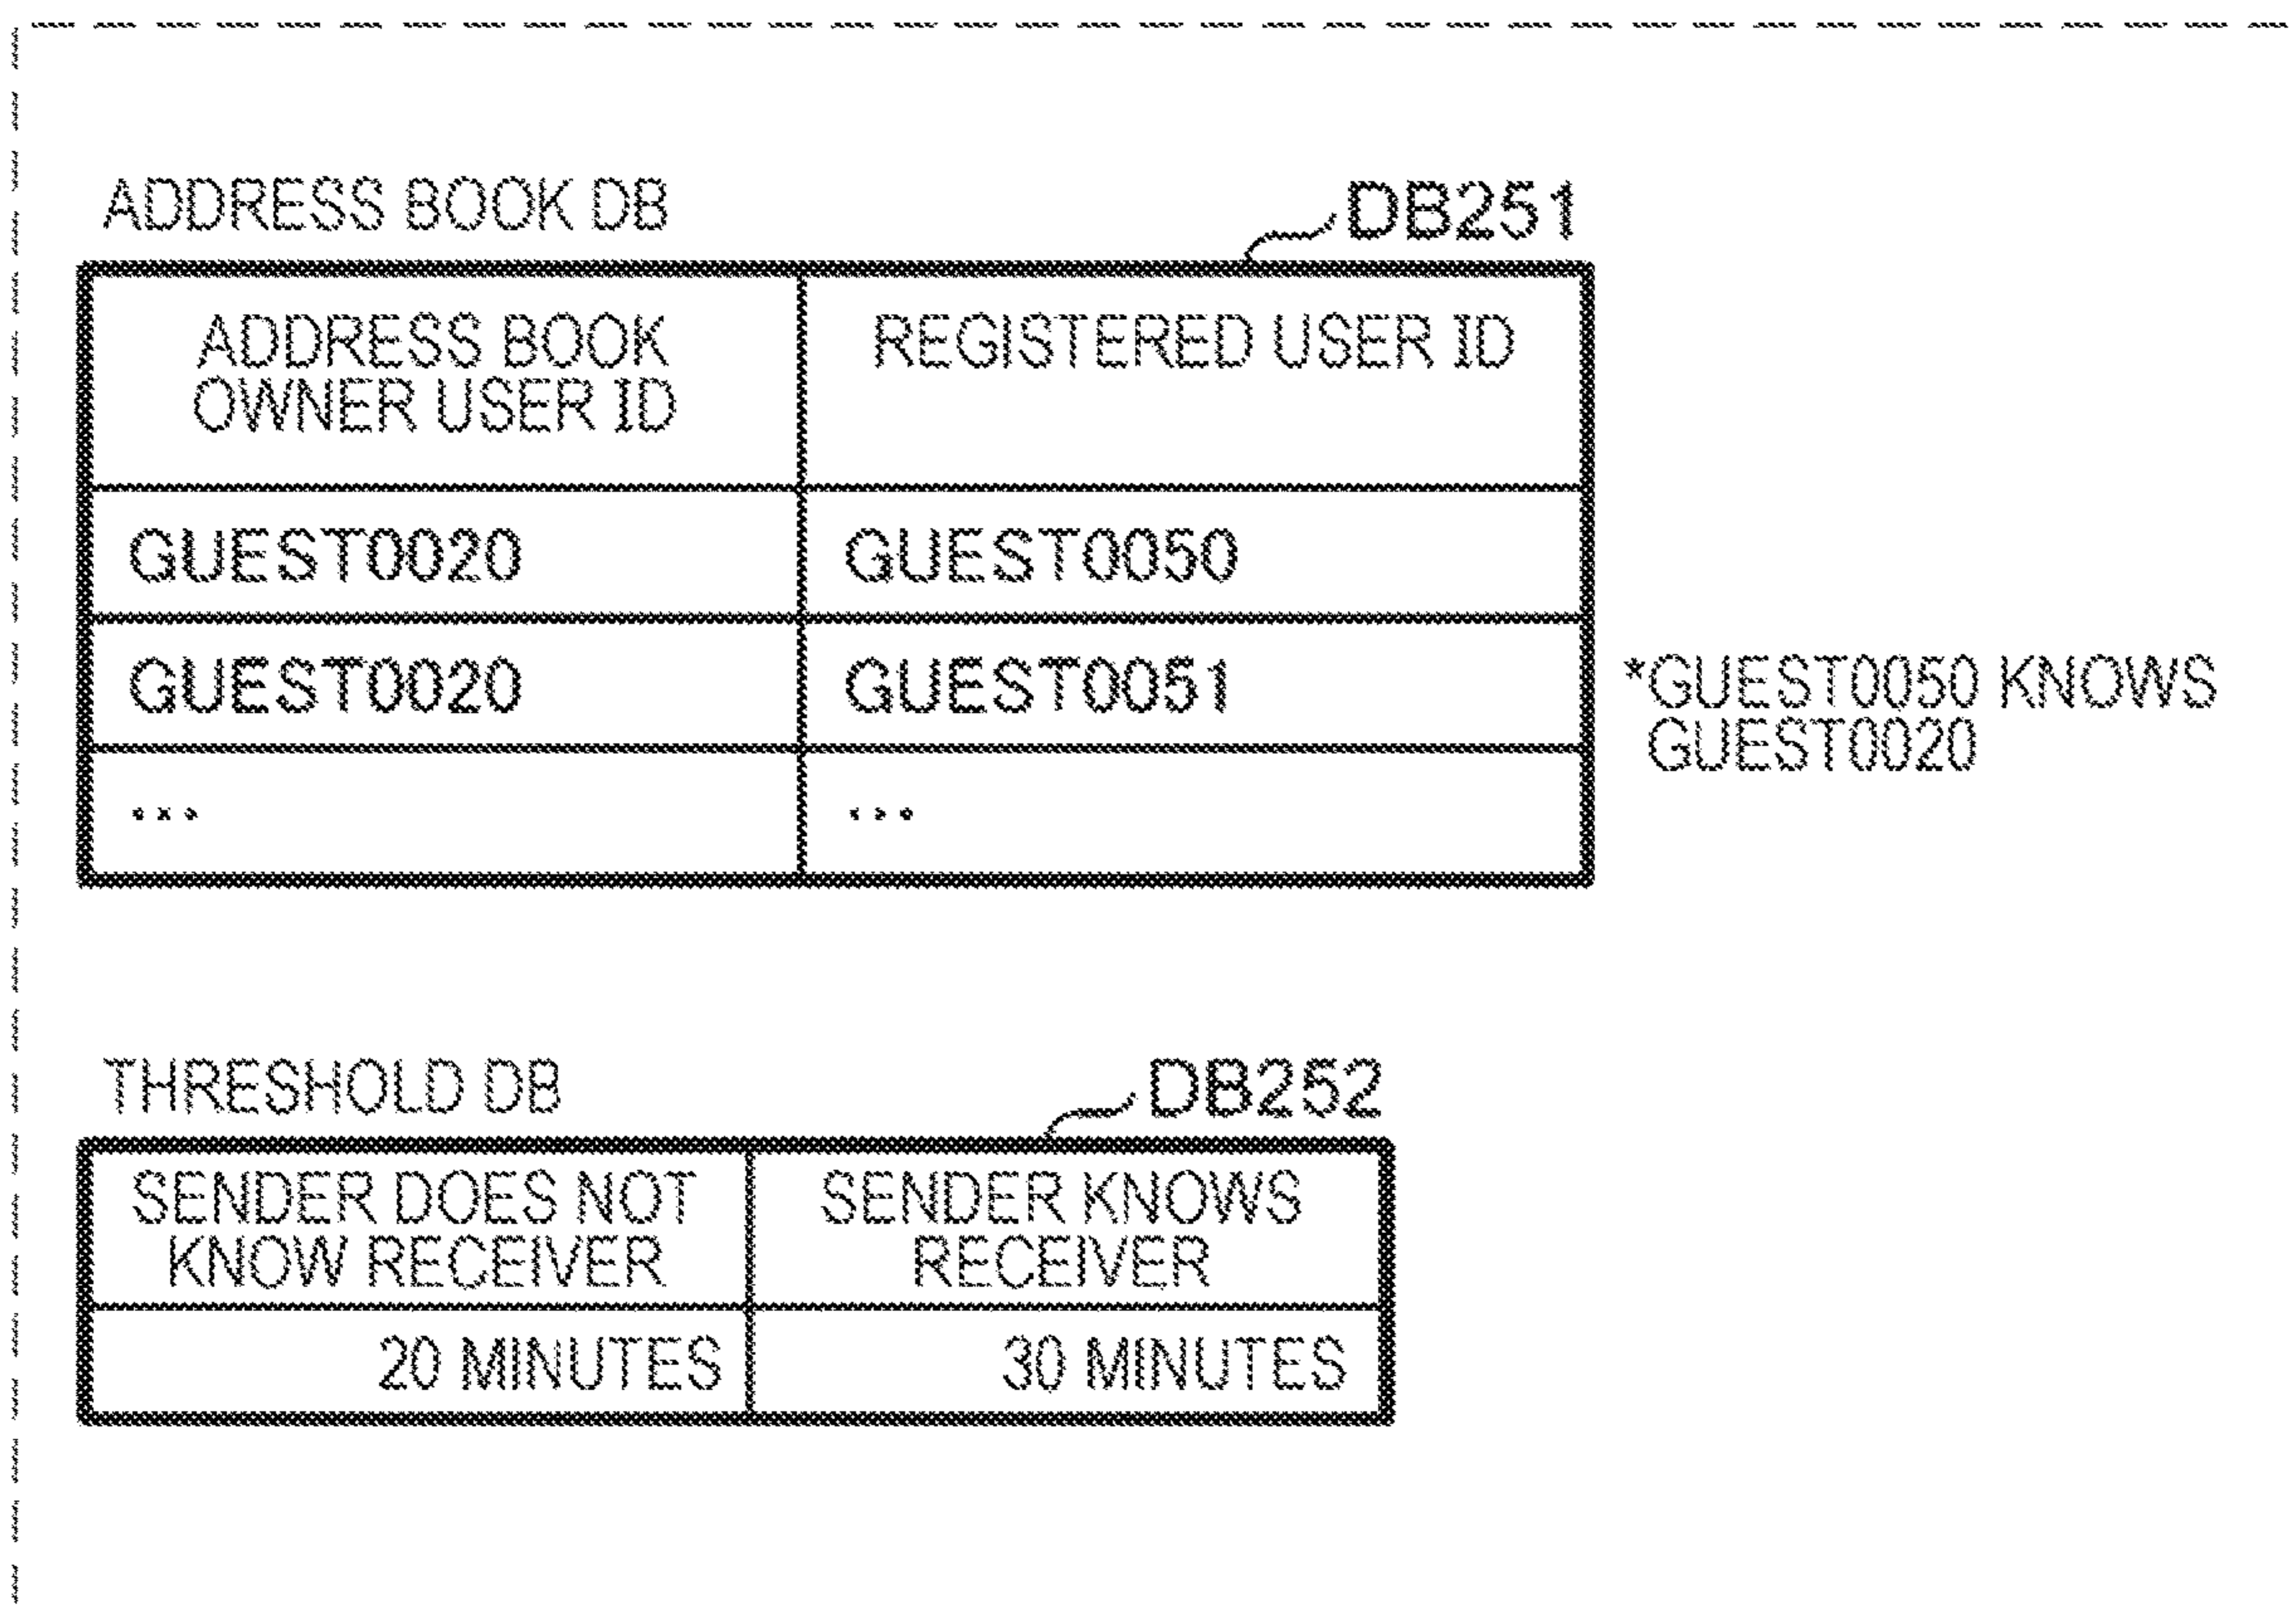 ADDRESS BOOK DB
DB251
ADDRESS BOOK
OWNER USER ID
REGISTERED USER ID
GUEST0020
GUEST0050
GUEST0020
GUEST0051
*GUEST0050 KNOWS
GUEST0020
...
...
THRESHOLD DB
DB252
SENDER DOES NOT
KNOW RECEIVER
SENDER KNOWS
RECEIVER
20 MINUTES
30 MINUTES